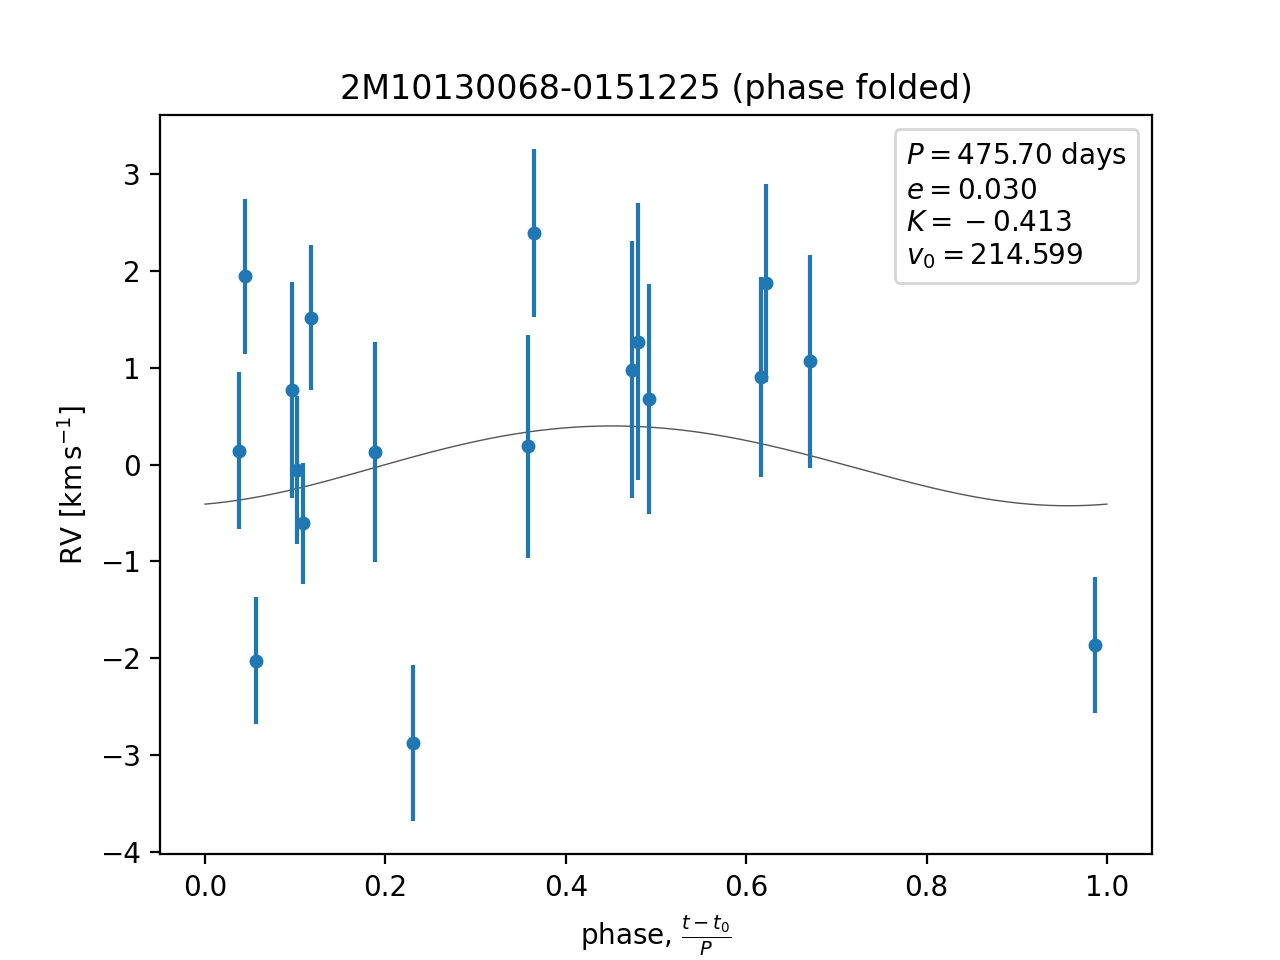 2M10130068-0151225 (phase folded)
P = 475.70 days
e = 0.030
K = −0.413
v₀ = 214.599
3
2
1
0
−1
−2
−3
−4
RV [km s⁻¹]
0.0 0.2 0.4 0.6 0.8 1.0
phase, (t − t₀)/P